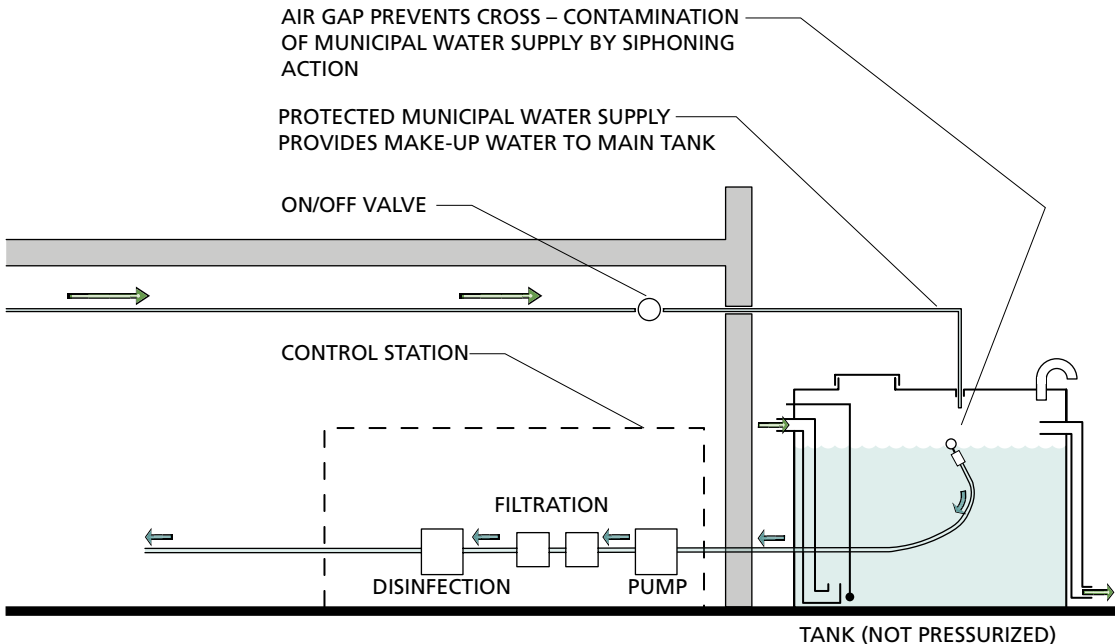 AIR GAP PREVENTS CROSS – CONTAMINATION
OF MUNICIPAL WATER SUPPLY BY SIPHONING
ACTION
PROTECTED MUNICIPAL WATER SUPPLY
PROVIDES MAKE-UP WATER TO MAIN TANK
ON/OFF VALVE
CONTROL STATION
FILTRATION
DISINFECTION
PUMP
TANK (NOT PRESSURIZED)